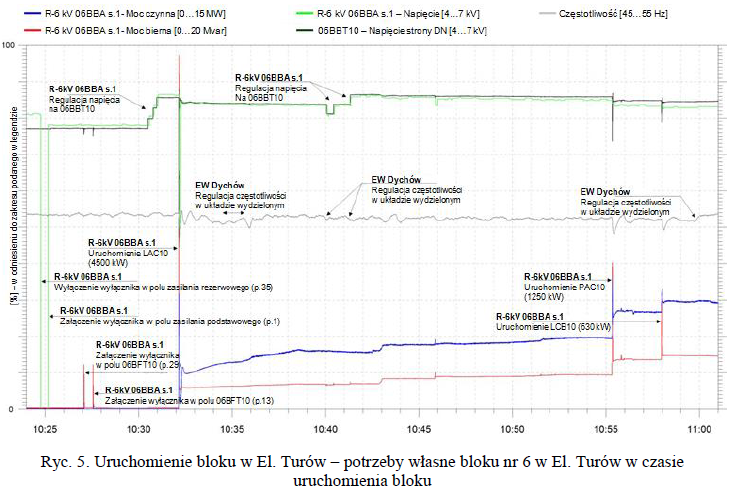 R-6 kV 06BBA s.1- Moc czynna [0…15 MW]
R-6 kV 06BBA s.1 – Napięcie [4…7 kV]
Częstotliwość [45…55 Hz]
R-6 kV 06BBA s.1- Moc bierna [0…20 Mvar]
06BBT10 – Napięcie strony DN [4…7 kV]
100
[%] – w odniesieniu do zakresu podanego w legendzie
R-6kV 06BBA s.1
Regulacja napięcia
na 06BBT10
R-6kV 06BBA s.1
Regulacja napięcia
Na 06BBT10
EW Dychów
Regulacja częstotliwości
w układzie wydzielonym
EW Dychów
Regulacja częstotliwości
w układzie wydzielonym
EW Dychów
Regulacja częstotliwości
w układzie wydzielonym
R-6kV 06BBA s.1
Uruchomienie LAC10
(4500 kW)
R-6kV 06BBA s.1
Wyłączenie wyłącznika w polu zasilania rezerwowego (p.35)
R-6kV 06BBA s.1
Uruchomienie PAC10
(1250 kW)
R-6kV 06BBA s.1
Załączenie wyłącznika w polu zasilania podstawowego (p.1)
R-6kV 06BBA s.1
Uruchomienie LCB10 (630 kW)
R-6kV 06BBA s.1
Załączenie wyłącznika
w polu 06BFT10 (p.29)
R-6kV 06BBA s.1
Załączenie wyłącznika w polu 06BFT10 (p.13)
0
10:25 10:30 10:35 10:40 10:45 10:50 10:55 11:00
Ryc. 5. Uruchomienie bloku w El. Turów – potrzeby własne bloku nr 6 w El. Turów w czasie
uruchomienia bloku